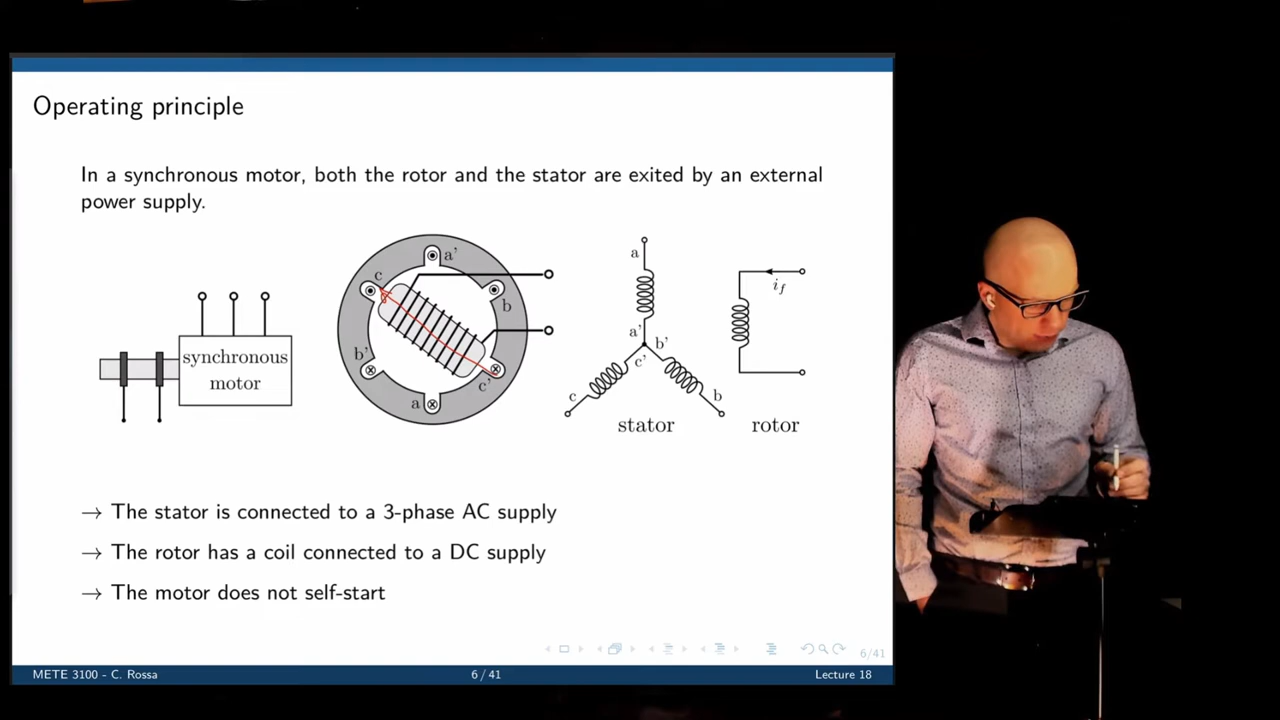 Operating principle
In a synchronous motor, both the rotor and the stator are exited by an external
power supply.
synchronous
motor
a'
c
b
b'
c'
a
a
a'
b'
c'
c
b
stator
i_f
rotor
→ The stator is connected to a 3-phase AC supply
→ The rotor has a coil connected to a DC supply
→ The motor does not self-start
6/41
METE 3100 - C. Rossa
6 / 41
Lecture 18